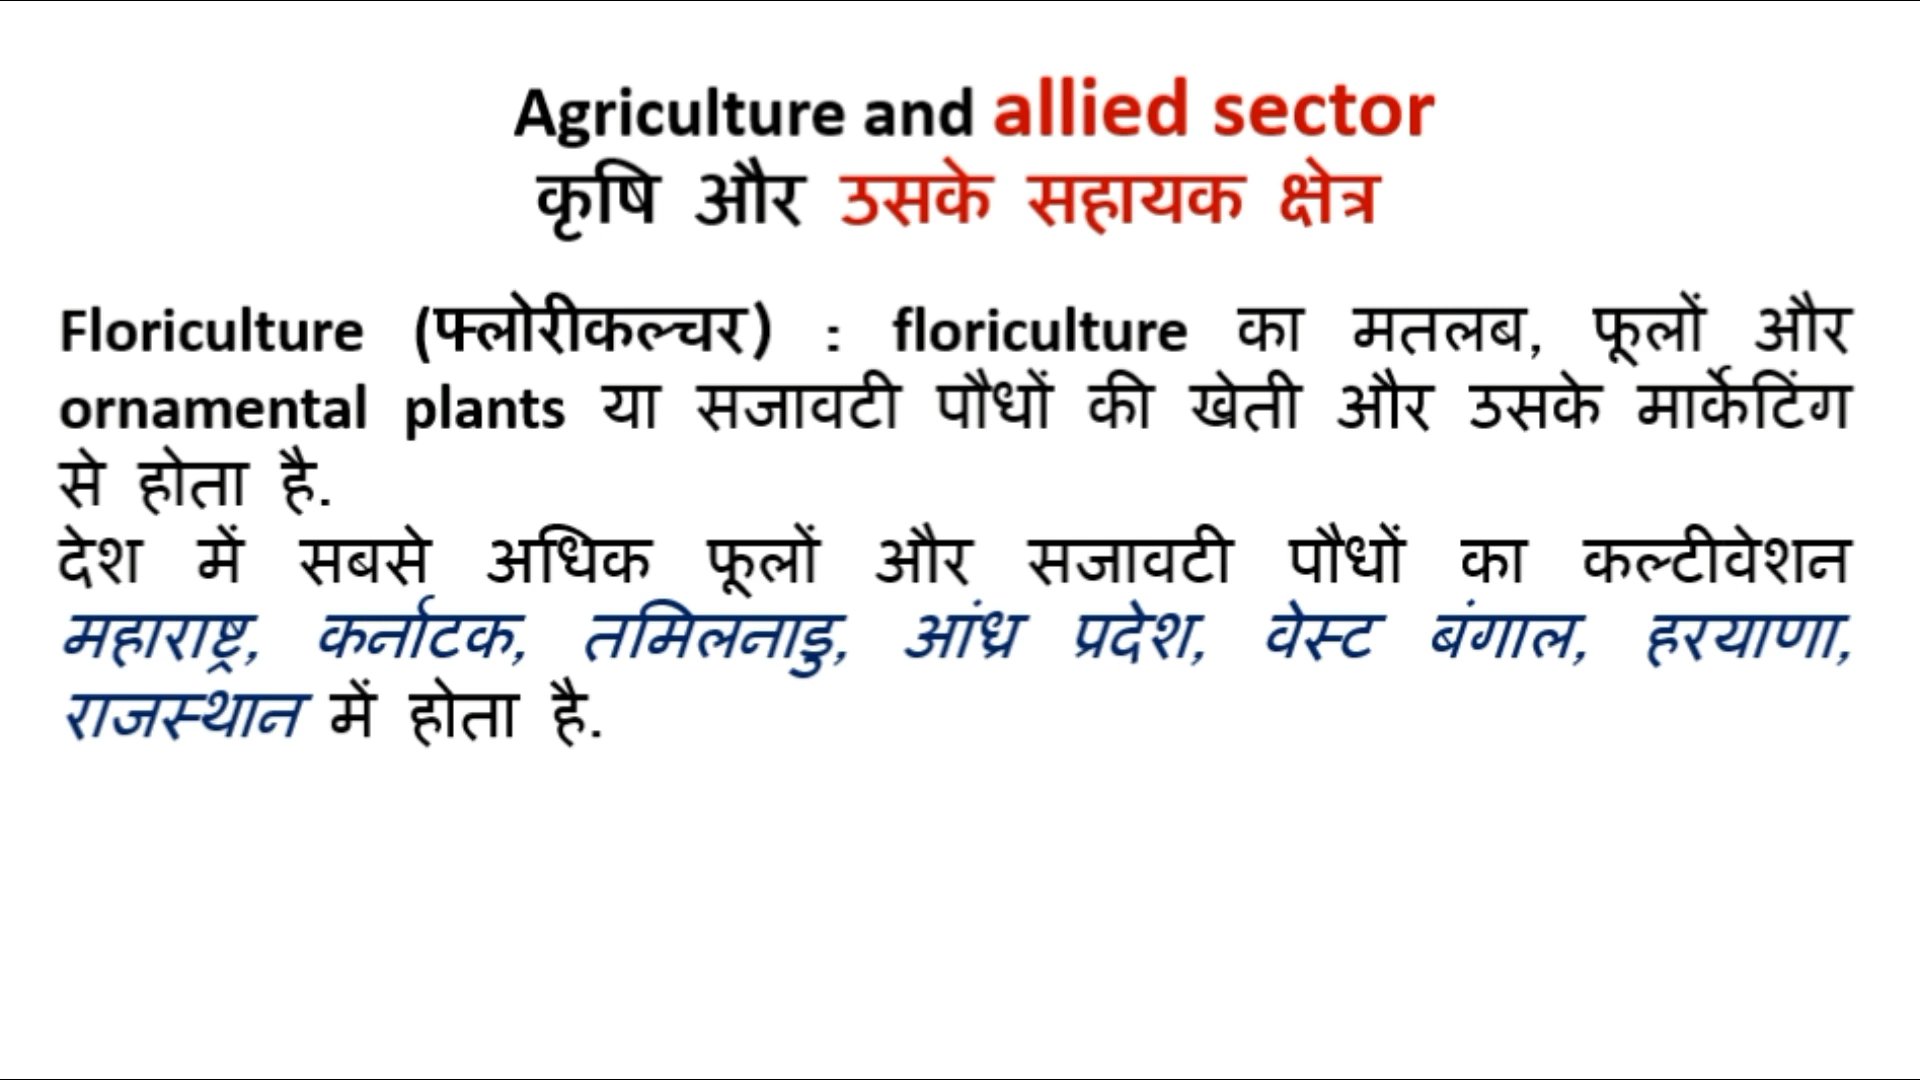 Agriculture and allied sector
कृषि और उसके सहायक क्षेत्र
Floriculture (फ्लोरीकल्चर) : floriculture का मतलब, फूलों और
ornamental plants या सजावटी पौधों की खेती और उसके मार्केटिंग
से होता है.
देश में सबसे अधिक फूलों और सजावटी पौधों का कल्टीवेशन
महाराष्ट्र, कर्नाटक, तमिलनाडु, आंध्र प्रदेश, वेस्ट बंगाल, हरयाणा,
राजस्थान में होता है.